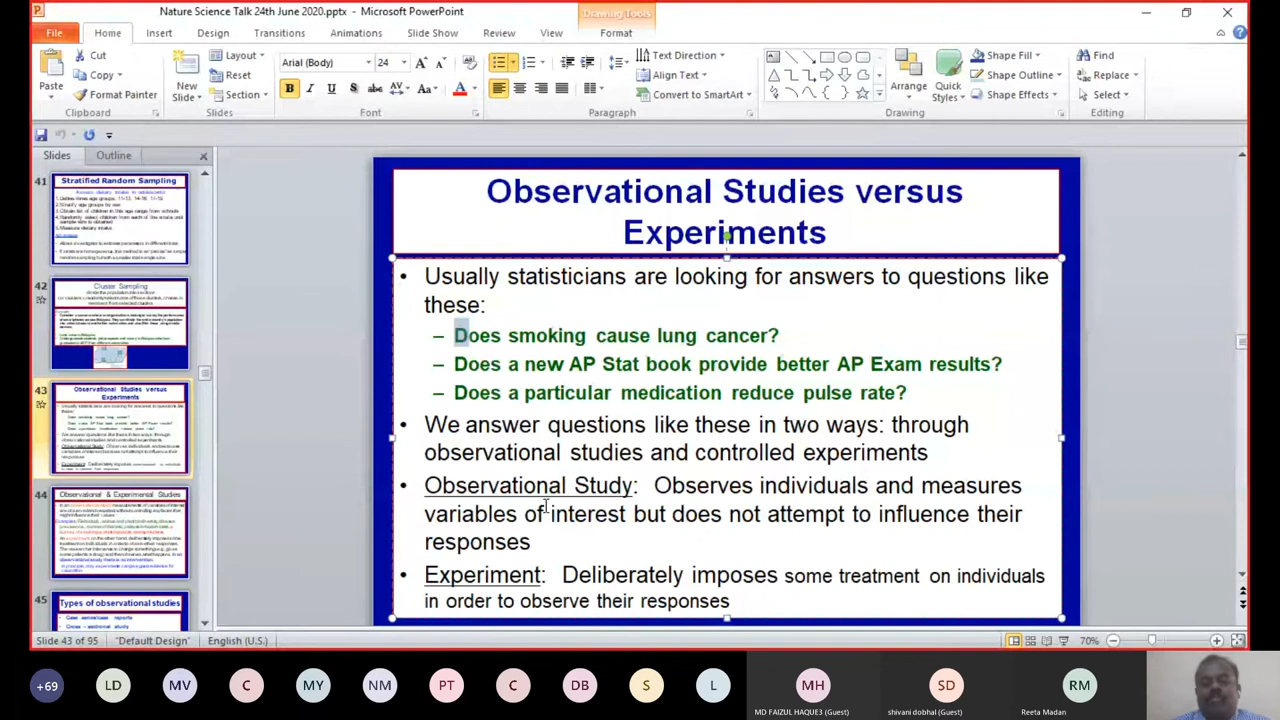 Nature Science Talk 24th June 2020.pptx - Microsoft PowerPoint
Drawing Tools
File Home Insert Design Transitions Animations Slide Show Review View Format
Paste
Cut
Copy
Format Painter
Clipboard
New Slide
Layout
Reset
Section
Slides
Arial (Body) 24
B I U S abc AV Aa A
Font
Text Direction
Align Text
Convert to SmartArt
Paragraph
Arrange
Quick Styles
Shape Fill
Shape Outline
Shape Effects
Drawing
Find
Replace
Select
Editing
Slides Outline
41
Stratified Random Sampling
42
Cluster Sampling
43
Observational Studies versus
Experiments
44
Observational & Experimental Studies
45
Types of observational studies
Observational Studies versus
Experiments
• Usually statisticians are looking for answers to questions like
these:
– Does smoking cause lung cancer?
– Does a new AP Stat book provide better AP Exam results?
– Does a particular medication reduce pulse rate?
• We answer questions like these in two ways: through
observational studies and controlled experiments
• Observational Study: Observes individuals and measures
variables of interest but does not attempt to influence their
responses
• Experiment: Deliberately imposes some treatment on individuals
in order to observe their responses
Slide 43 of 95 "Default Design" English (U.S.) 70%
+69 LD MV C MY NM PT C DB S L MH SD RM
MD FAIZUL HAQUE3 (Guest) shivani dobhal (Guest) Reeta Madan